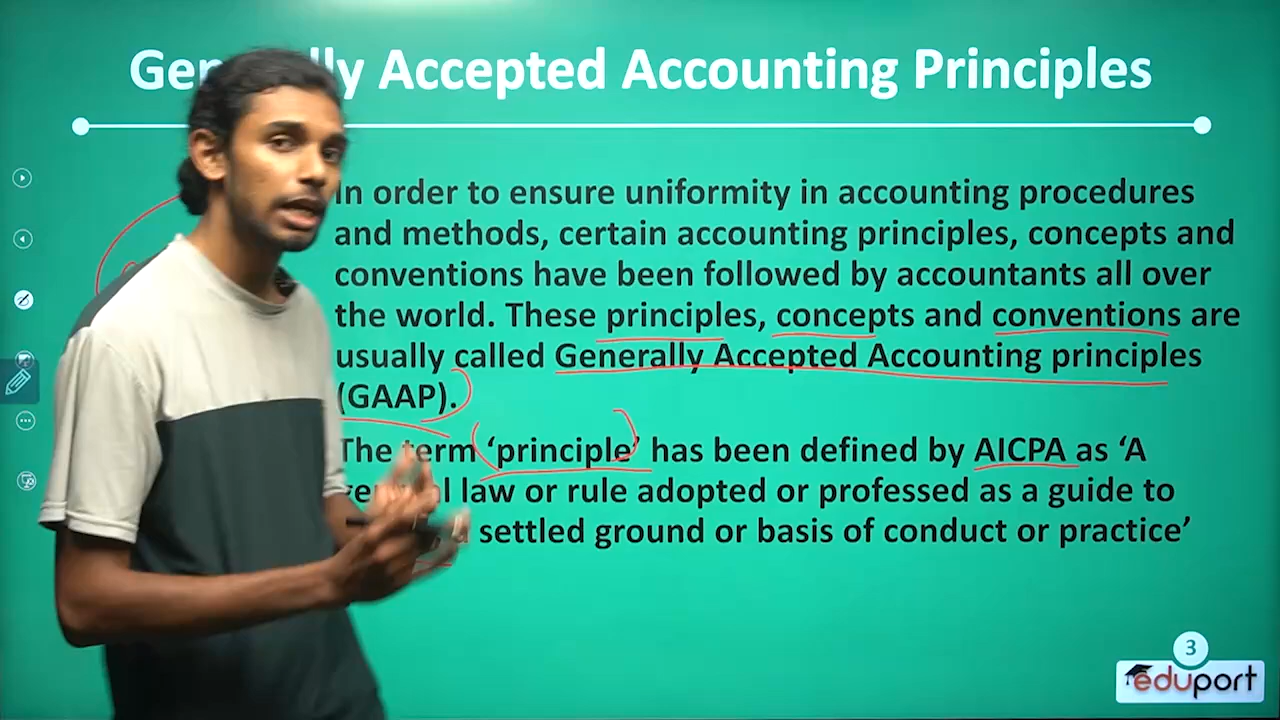 Generally Accepted Accounting Principles
In order to ensure uniformity in accounting procedures
and methods, certain accounting principles, concepts and
conventions have been followed by accountants all over
the world. These principles, concepts and conventions are
usually called Generally Accepted Accounting principles
(GAAP).
The term ‘principle’ has been defined by AICPA as ‘A
general law or rule adopted or professed as a guide to
settled ground or basis of conduct or practice’
3
eduport